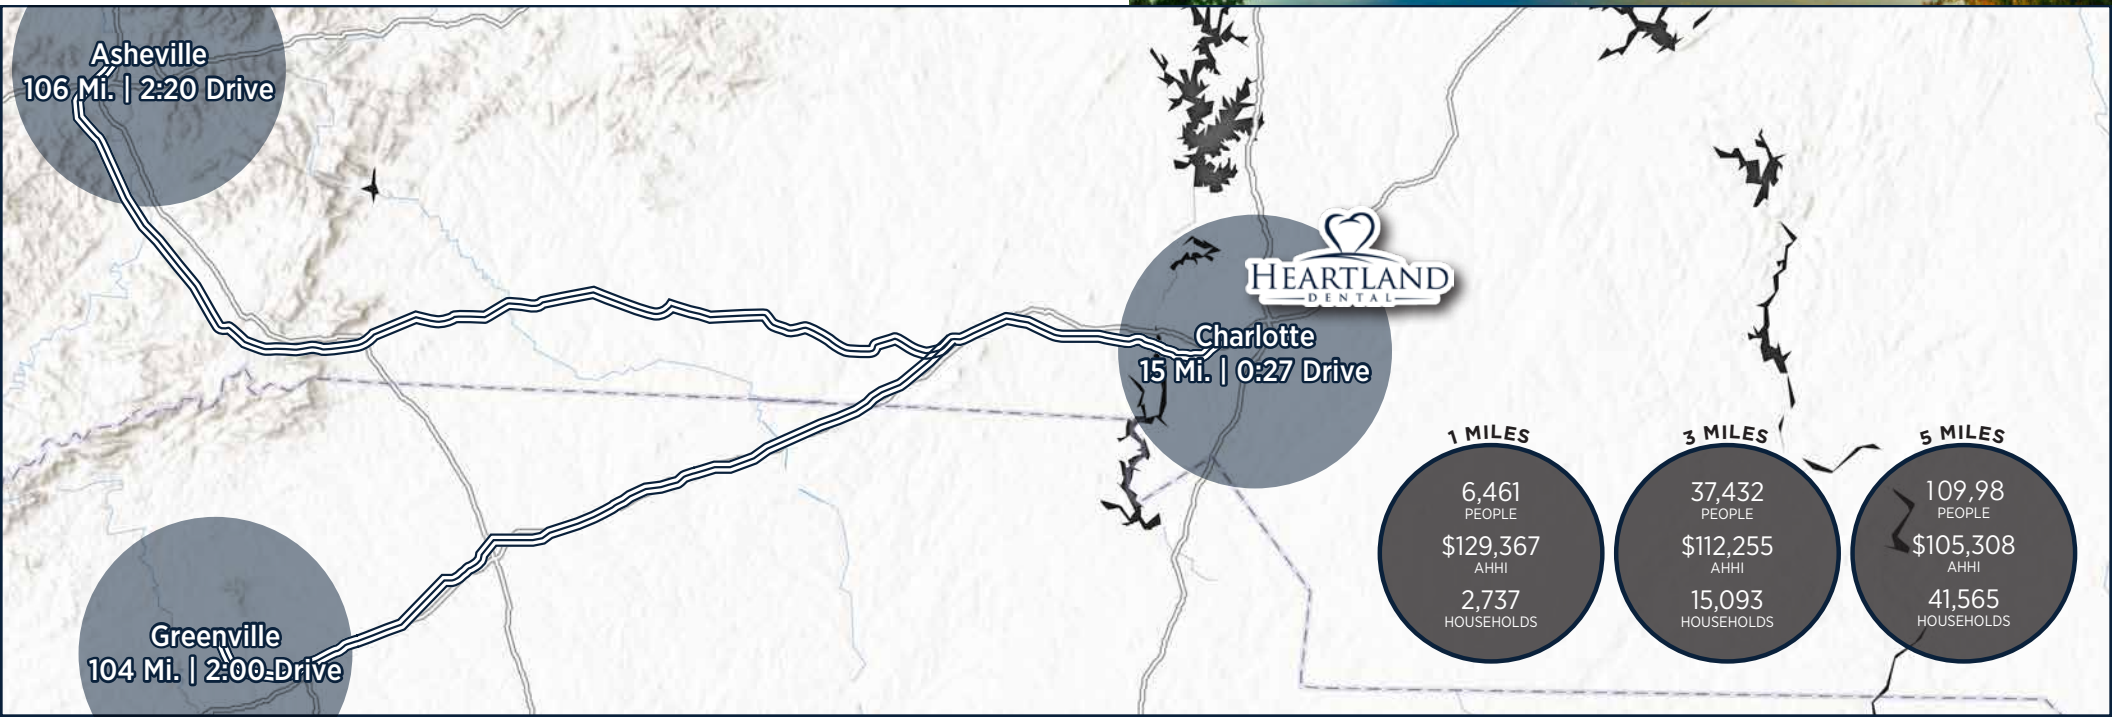 Asheville
106 Mi. | 2:20 Drive
HEARTLAND
DENTAL
Charlotte
15 Mi. | 0:27 Drive
Greenville
104 Mi. | 2:00 Drive
1 MILES
6,461
PEOPLE
$129,367
AHHI
2,737
HOUSEHOLDS
3 MILES
37,432
PEOPLE
$112,255
AHHI
15,093
HOUSEHOLDS
5 MILES
109,98
PEOPLE
$105,308
AHHI
41,565
HOUSEHOLDS